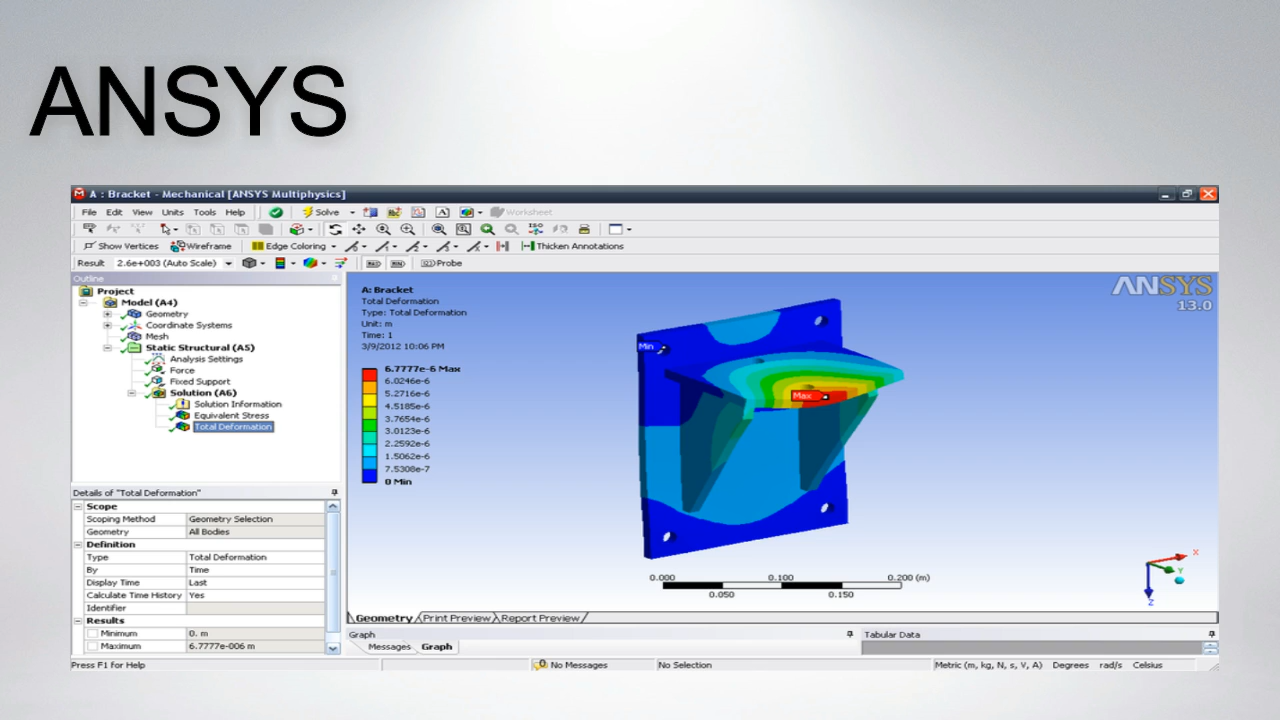 ANSYS
A : Bracket - Mechanical [ANSYS Multiphysics]
File Edit View Units Tools Help Solve Worksheet
Show Vertices Wireframe Edge Coloring Thicken Annotations
Result 2.6e+003 (Auto Scale) Probe
Outline
Project
Model (A4)
Geometry
Coordinate Systems
Mesh
Static Structural (A5)
Analysis Settings
Force
Fixed Support
Solution (A6)
Solution Information
Equivalent Stress
Total Deformation
Details of "Total Deformation"
Scope
Scoping Method Geometry Selection
Geometry All Bodies
Definition
Type Total Deformation
By Time
Display Time Last
Calculate Time History Yes
Identifier
Results
Minimum 0. m
Maximum 6.7777e-006 m
A: Bracket
Total Deformation
Type: Total Deformation
Unit: m
Time: 1
3/9/2012 10:06 PM
6.7777e-6 Max
6.0246e-6
5.2716e-6
4.5185e-6
3.7654e-6
3.0123e-6
2.2592e-6
1.5062e-6
7.5308e-7
0 Min
Min
Max
ANSYS
13.0
0.000 0.100 0.200 (m)
0.050 0.150
X
Y
Z
Geometry Print Preview Report Preview
Graph
Messages Graph
Tabular Data
Press F1 for Help No Messages No Selection Metric (m, kg, N, s, V, A) Degrees rad/s Celsius